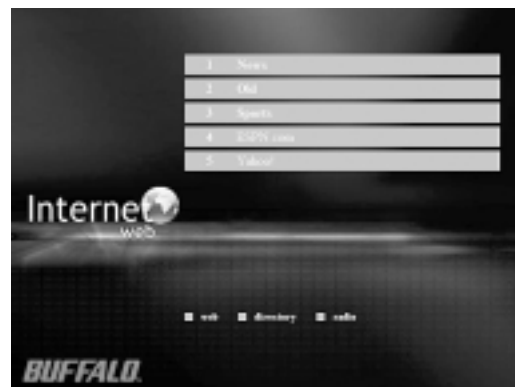 1 News
2 Old
3 Sports
4 ESPN.com
5 Yahoo!
Internet
web
web directory radio
BUFFALO